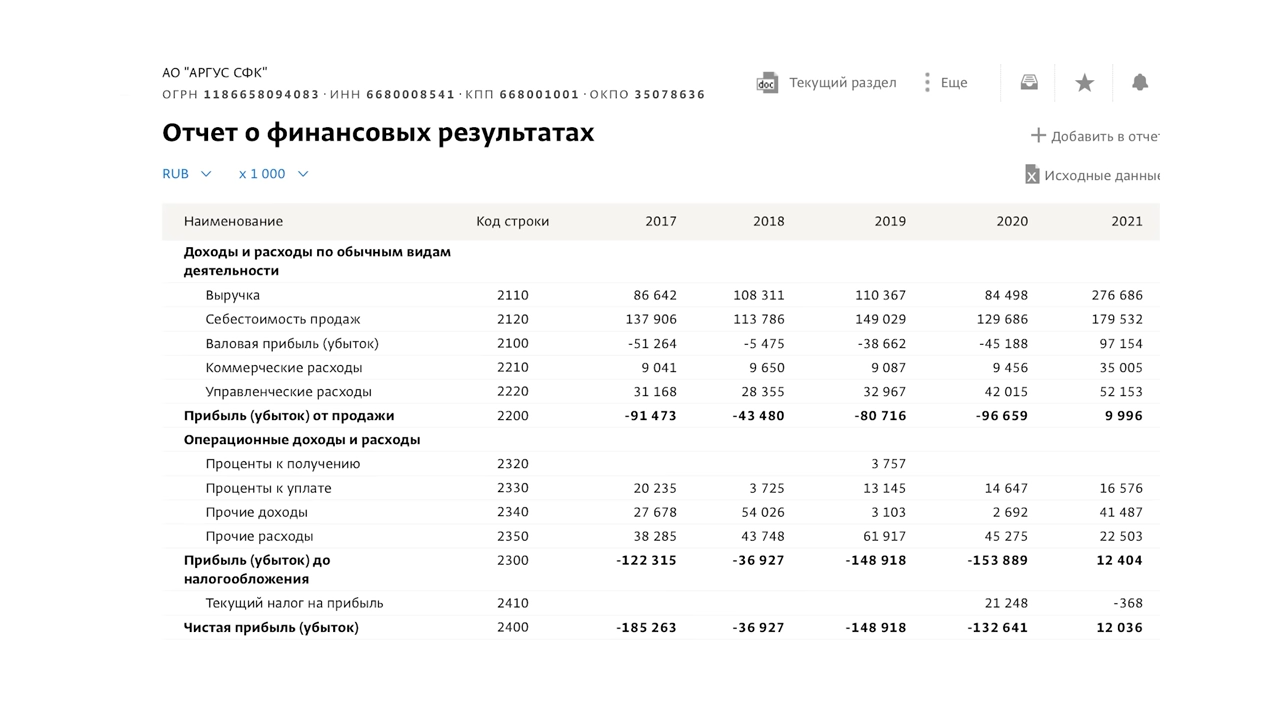 АО "АРГУС СФК"
ОГРН 1186658094083 · ИНН 6680008541 · КПП 668001001 · ОКПО 35078636
doc Текущий раздел Еще
Отчет о финансовых результатах
Добавить в отчет
RUB x 1 000
X Исходные данные
Наименование Код строки 2017 2018 2019 2020 2021
Доходы и расходы по обычным видам
деятельности
Выручка 2110 86 642 108 311 110 367 84 498 276 686
Себестоимость продаж 2120 137 906 113 786 149 029 129 686 179 532
Валовая прибыль (убыток) 2100 -51 264 -5 475 -38 662 -45 188 97 154
Коммерческие расходы 2210 9 041 9 650 9 087 9 456 35 005
Управленческие расходы 2220 31 168 28 355 32 967 42 015 52 153
Прибыль (убыток) от продажи 2200 -91 473 -43 480 -80 716 -96 659 9 996
Операционные доходы и расходы
Проценты к получению 2320 3 757
Проценты к уплате 2330 20 235 3 725 13 145 14 647 16 576
Прочие доходы 2340 27 678 54 026 3 103 2 692 41 487
Прочие расходы 2350 38 285 43 748 61 917 45 275 22 503
Прибыль (убыток) до 2300 -122 315 -36 927 -148 918 -153 889 12 404
налогообложения
Текущий налог на прибыль 2410 21 248 -368
Чистая прибыль (убыток) 2400 -185 263 -36 927 -148 918 -132 641 12 036